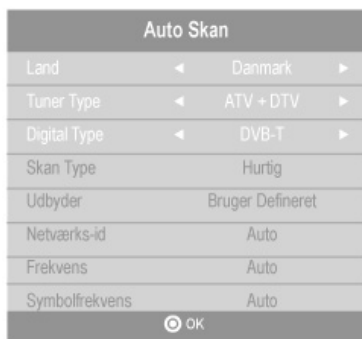 Auto Skan
Land ◄ Danmark ►
Tuner Type ◄ ATV + DTV ►
Digital Type ◄ DVB-T ►
Skan Type Hurtig
Udbyder Bruger Defineret
Netværks-id Auto
Frekvens Auto
Symbolfrekvens Auto
OK